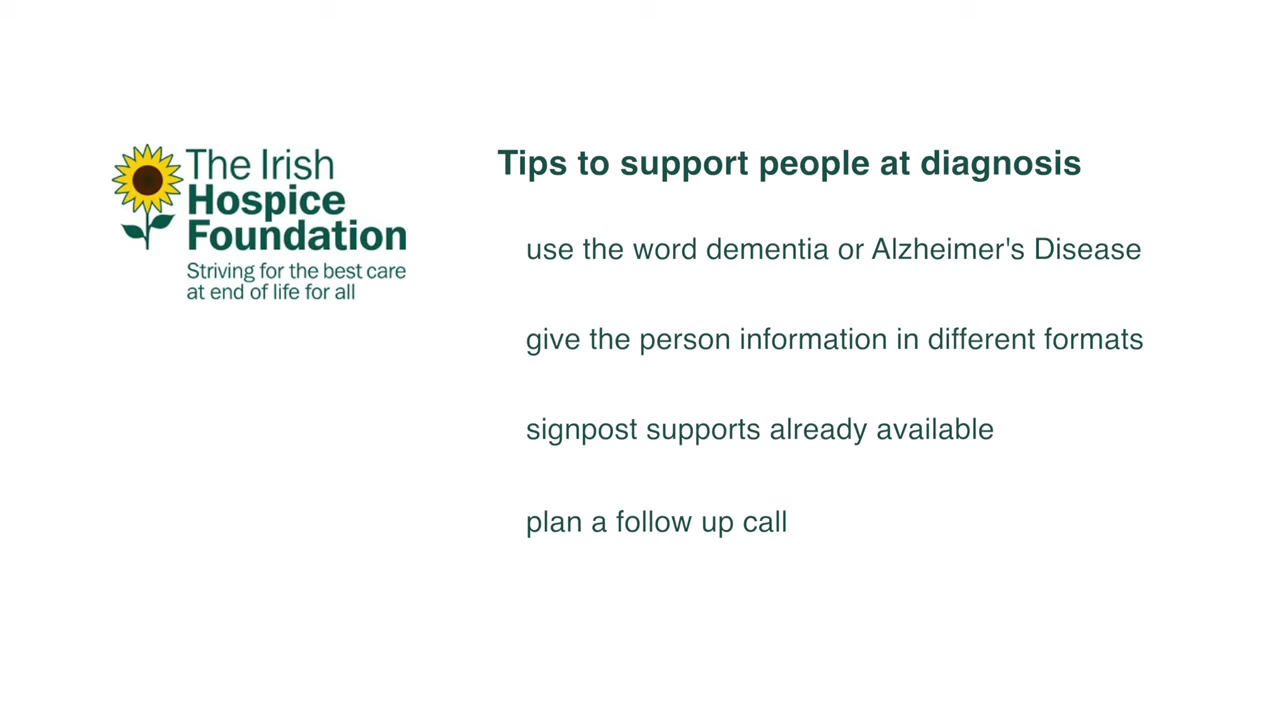 The Irish
Hospice
Foundation
Striving for the best care
at end of life for all
Tips to support people at diagnosis
use the word dementia or Alzheimer's Disease
give the person information in different formats
signpost supports already available
plan a follow up call